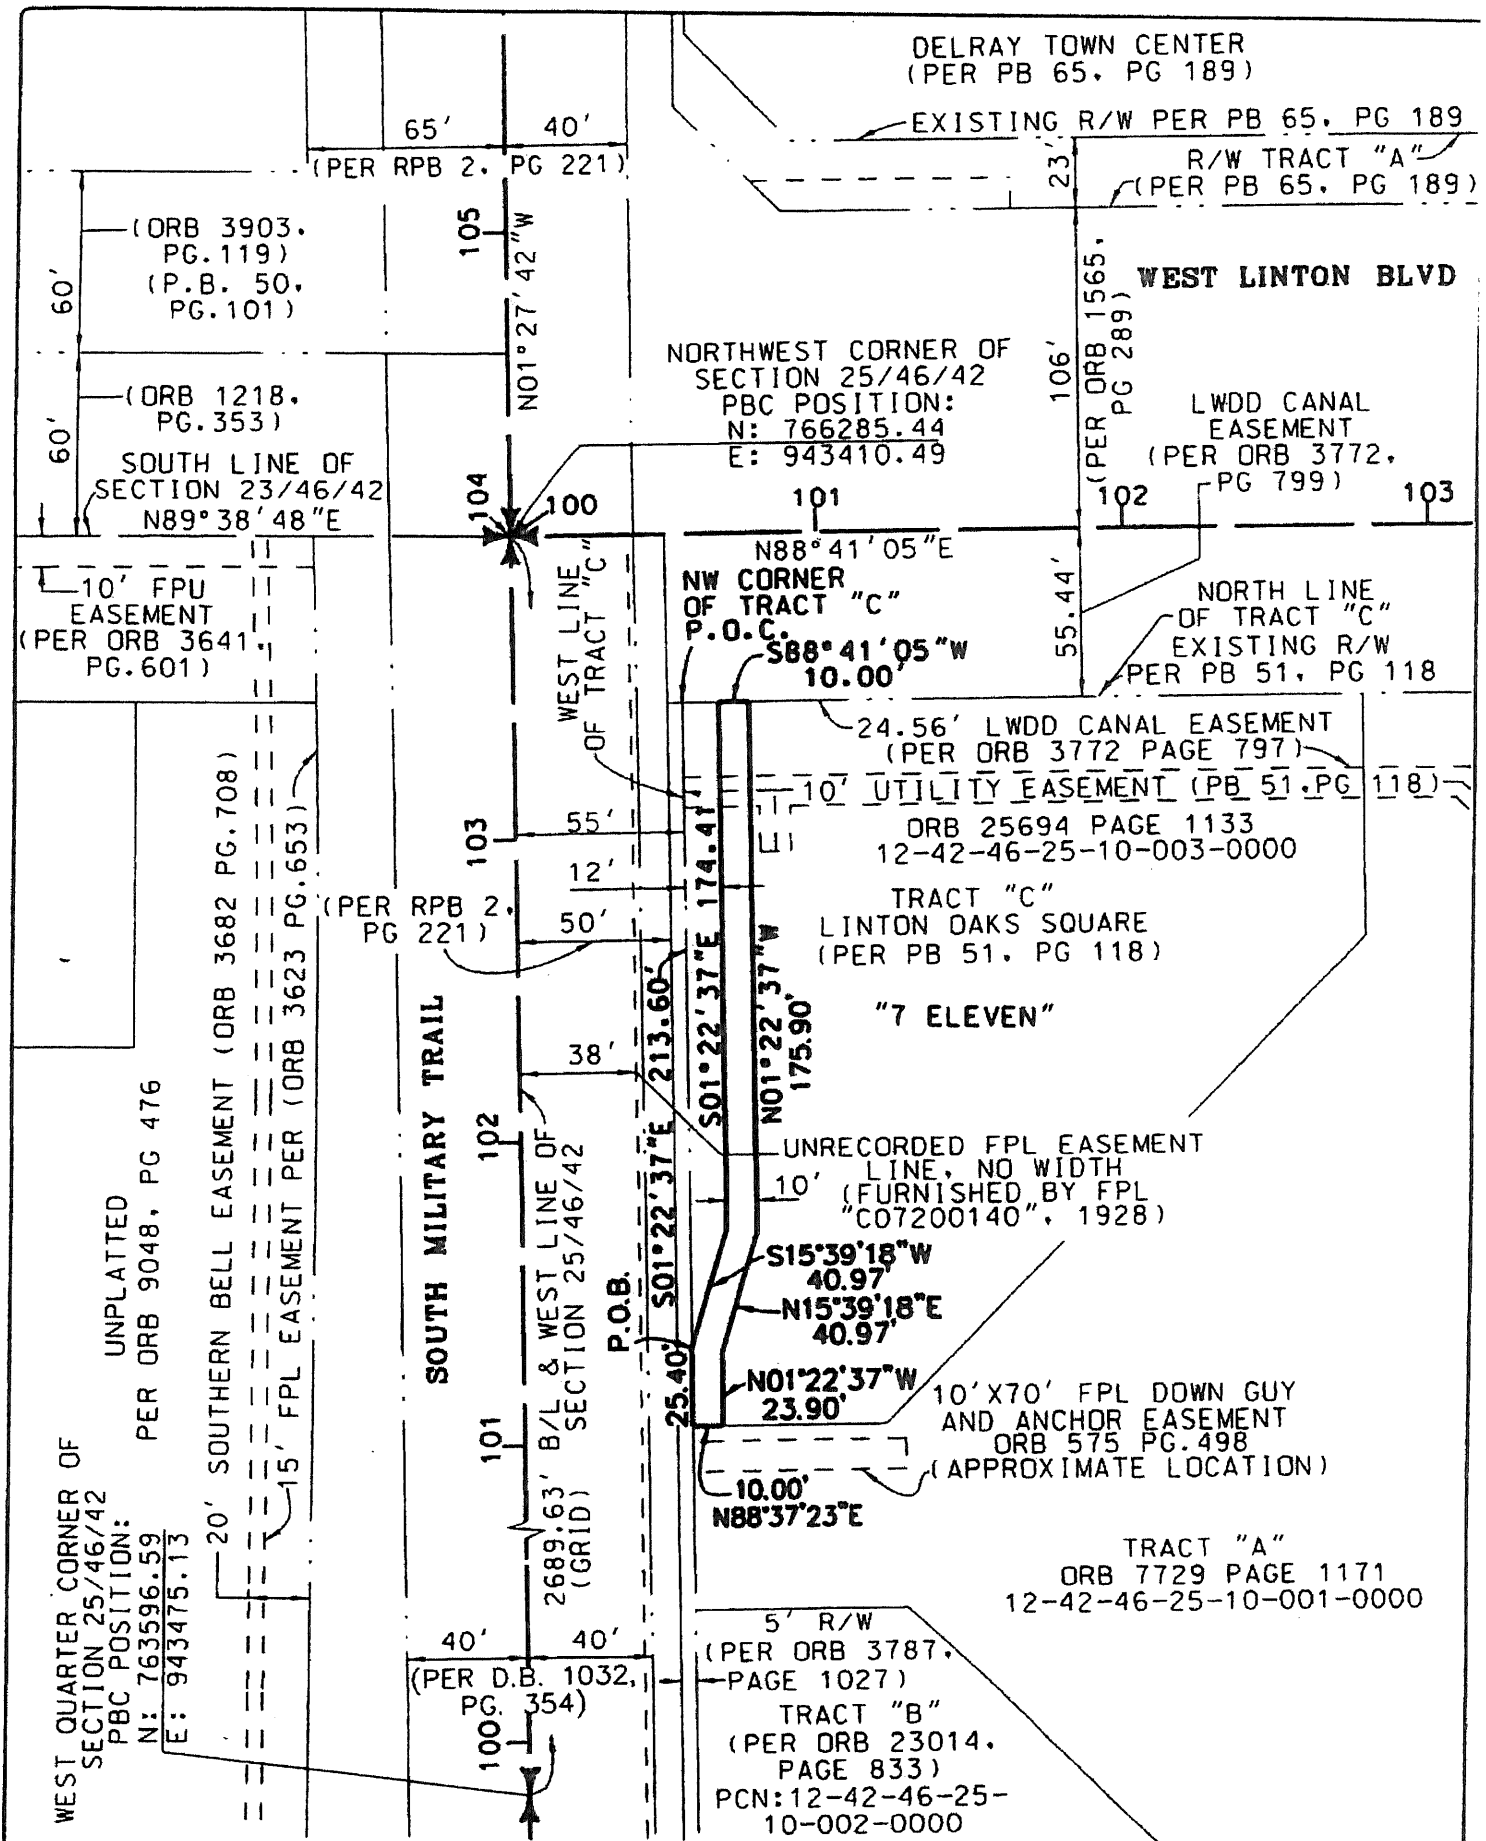 DELRAY TOWN CENTER
(PER PB 65, PG 189)
EXISTING R/W PER PB 65, PG 189
R/W TRACT "A"
(PER PB 65, PG 189)
23'
65'
40'
(PER RPB 2, PG 221)
105
N01°27'42"W
(ORB 3903,
PG.119)
(P.B. 50,
PG.101)
60'
WEST LINTON BLVD
106'
(PER ORB 1565,
PG 289)
NORTHWEST CORNER OF
SECTION 25/46/42
PBC POSITION:
N: 766285.44
E: 943410.49
(ORB 1218,
PG.353)
60'
LWDD CANAL
EASEMENT
(PER ORB 3772,
PG 799)
SOUTH LINE OF
SECTION 23/46/42
N89°38'48"E
104
100
101
102
103
N88°41'05"E
10' FPU
EASEMENT
(PER ORB 3641,
PG.601)
WEST LINE
OF TRACT "C"
NW CORNER
OF TRACT "C"
P.O.C.
S88°41'05"W
10.00'
55.44'
NORTH LINE
OF TRACT "C"
EXISTING R/W
PER PB 51, PG 118
24.56' LWDD CANAL EASEMENT
(PER ORB 3772 PAGE 797)
10' UTILITY EASEMENT (PB 51,PG 118)
ORB 25694 PAGE 1133
12-42-46-25-10-003-0000
103
55'
12'
(PER RPB 2,
PG 221)
50'
TRACT "C"
LINTON OAKS SQUARE
(PER PB 51, PG 118)
"7 ELEVEN"
S01°22'37"E 174.41'
N01°22'37"W
175.90'
S01°22'37"E 213.60'
38'
102
SOUTH MILITARY TRAIL
UNRECORDED FPL EASEMENT
LINE, NO WIDTH
(FURNISHED BY FPL
"C07200140", 1928)
10'
S15°39'18"W
40.97'
N15°39'18"E
40.97'
P.O.B.
25.40'
N01°22'37"W
23.90'
10'X70' FPL DOWN GUY
AND ANCHOR EASEMENT
ORB 575 PG.498
(APPROXIMATE LOCATION)
10.00'
N88°37'23"E
101
2689.63' B/L & WEST LINE OF
(GRID) SECTION 25/46/42
UNPLATTED
PER ORB 9048, PG 476
20' SOUTHERN BELL EASEMENT (ORB 3682 PG.708)
15' FPL EASEMENT PER (ORB 3623 PG.653)
WEST QUARTER CORNER OF
SECTION 25/46/42
PBC POSITION:
N: 763596.59
E: 943475.13
TRACT "A"
ORB 7729 PAGE 1171
12-42-46-25-10-001-0000
40'
40'
(PER D.B. 1032,
PG. 354)
100
5' R/W
(PER ORB 3787,
PAGE 1027)
TRACT "B"
(PER ORB 23014,
PAGE 833)
PCN:12-42-46-25-
10-002-0000